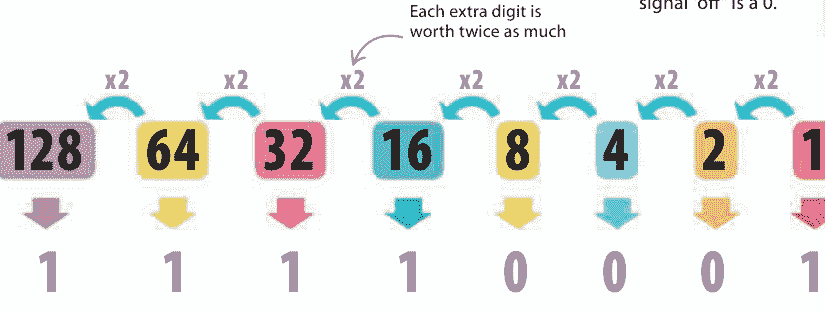 signal "off" is a 0.
Each extra digit is
worth twice as much
x2 x2 x2 x2 x2 x2 x2
128 64 32 16 8 4 2 1
1 1 1 1 0 0 0 1